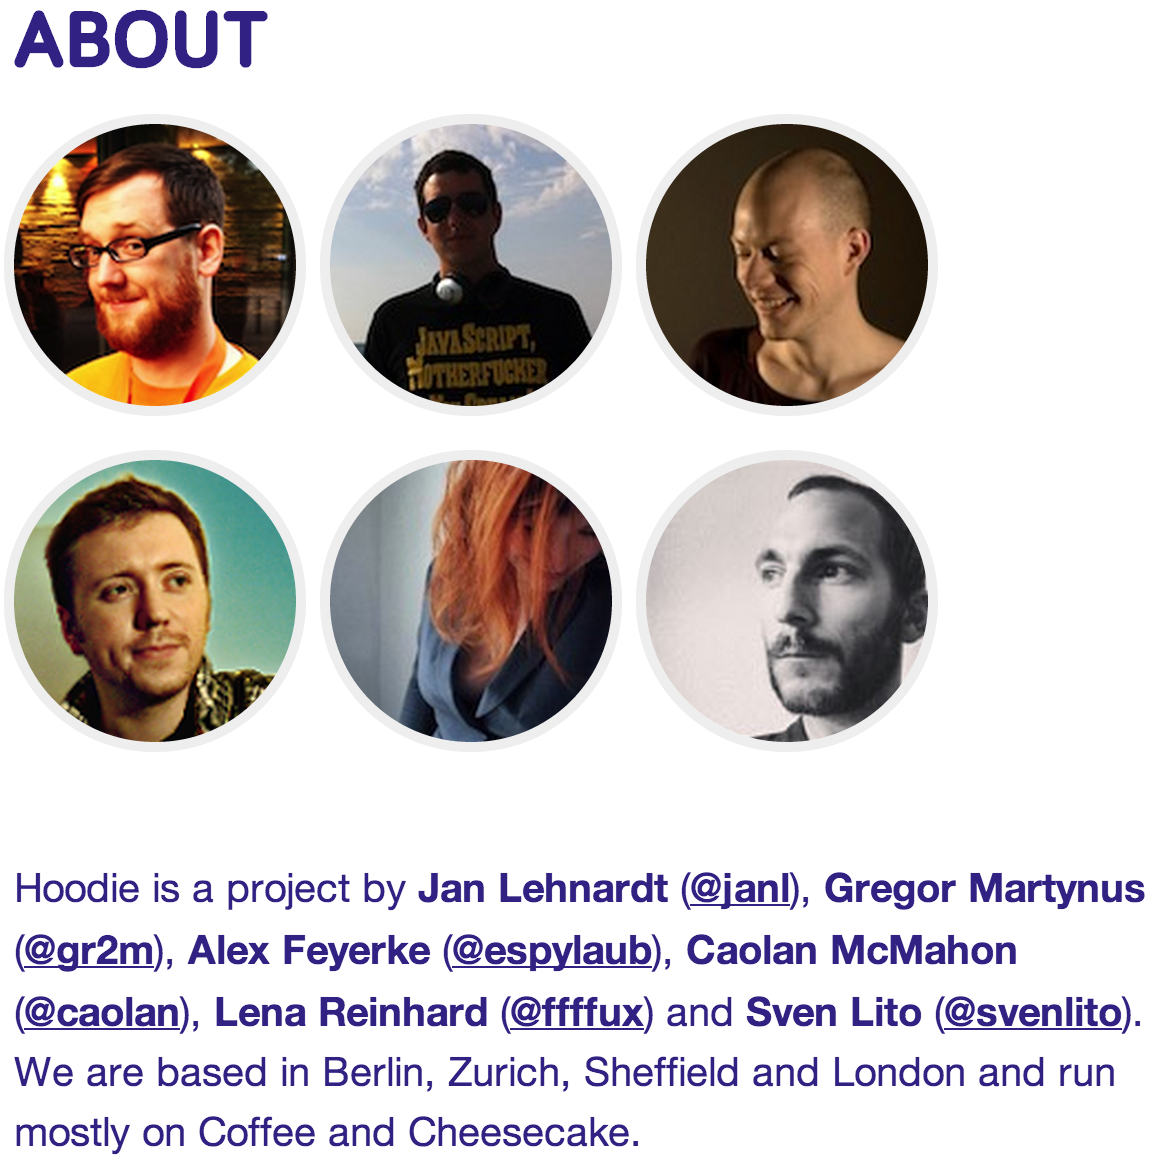 ABOUT
JAVASCRIPT,
MOTHERFUCKER
Hoodie is a project by Jan Lehnardt (@janl), Gregor Martynus
(@gr2m), Alex Feyerke (@espylaub), Caolan McMahon
(@caolan), Lena Reinhard (@ffffux) and Sven Lito (@svenlito).
We are based in Berlin, Zurich, Sheffield and London and run
mostly on Coffee and Cheesecake.